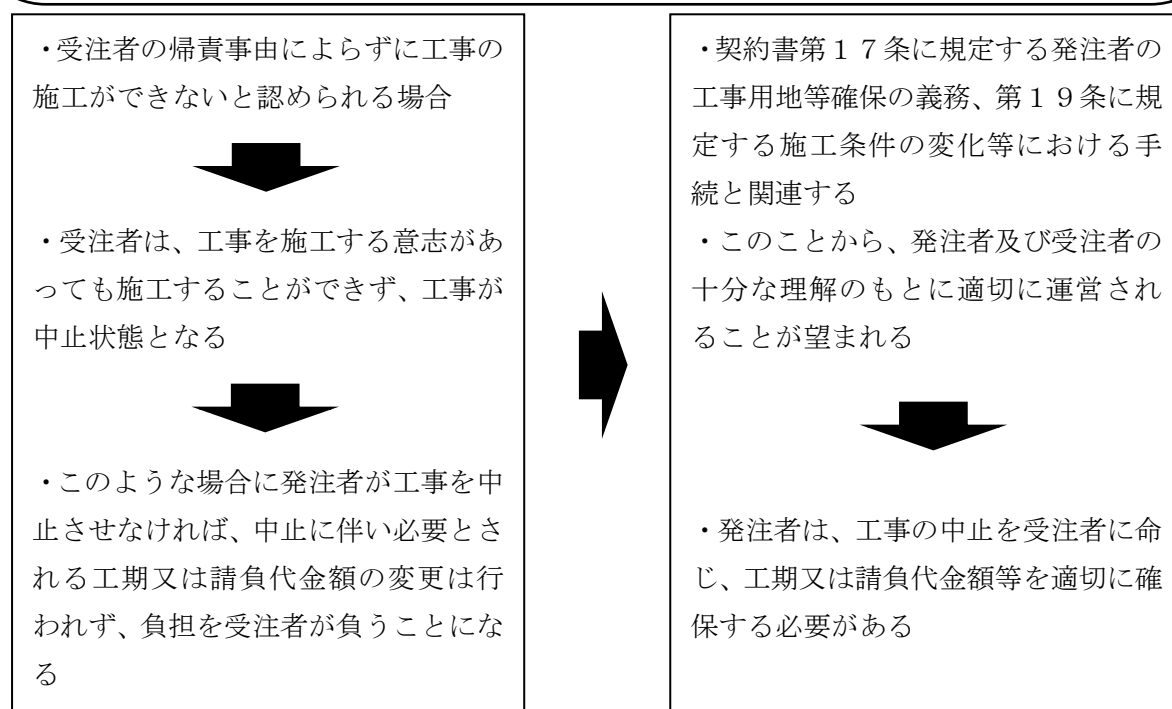 ・受注者の帰責事由によらずに工事の
施工ができないと認められる場合
・受注者は、工事を施工する意志があ
っても施工することができず、工事が
中止状態となる
・このような場合に発注者が工事を中
止させなければ、中止に伴い必要とさ
れる工期又は請負代金額の変更は行
われず、負担を受注者が負うことにな
る
・契約書第１７条に規定する発注者の
工事用地等確保の義務、第１９条に規
定する施工条件の変化等における手
続と関連する
・このことから、発注者及び受注者の
十分な理解のもとに適切に運営され
ることが望まれる
・発注者は、工事の中止を受注者に命
じ、工期又は請負代金額等を適切に確
保する必要がある